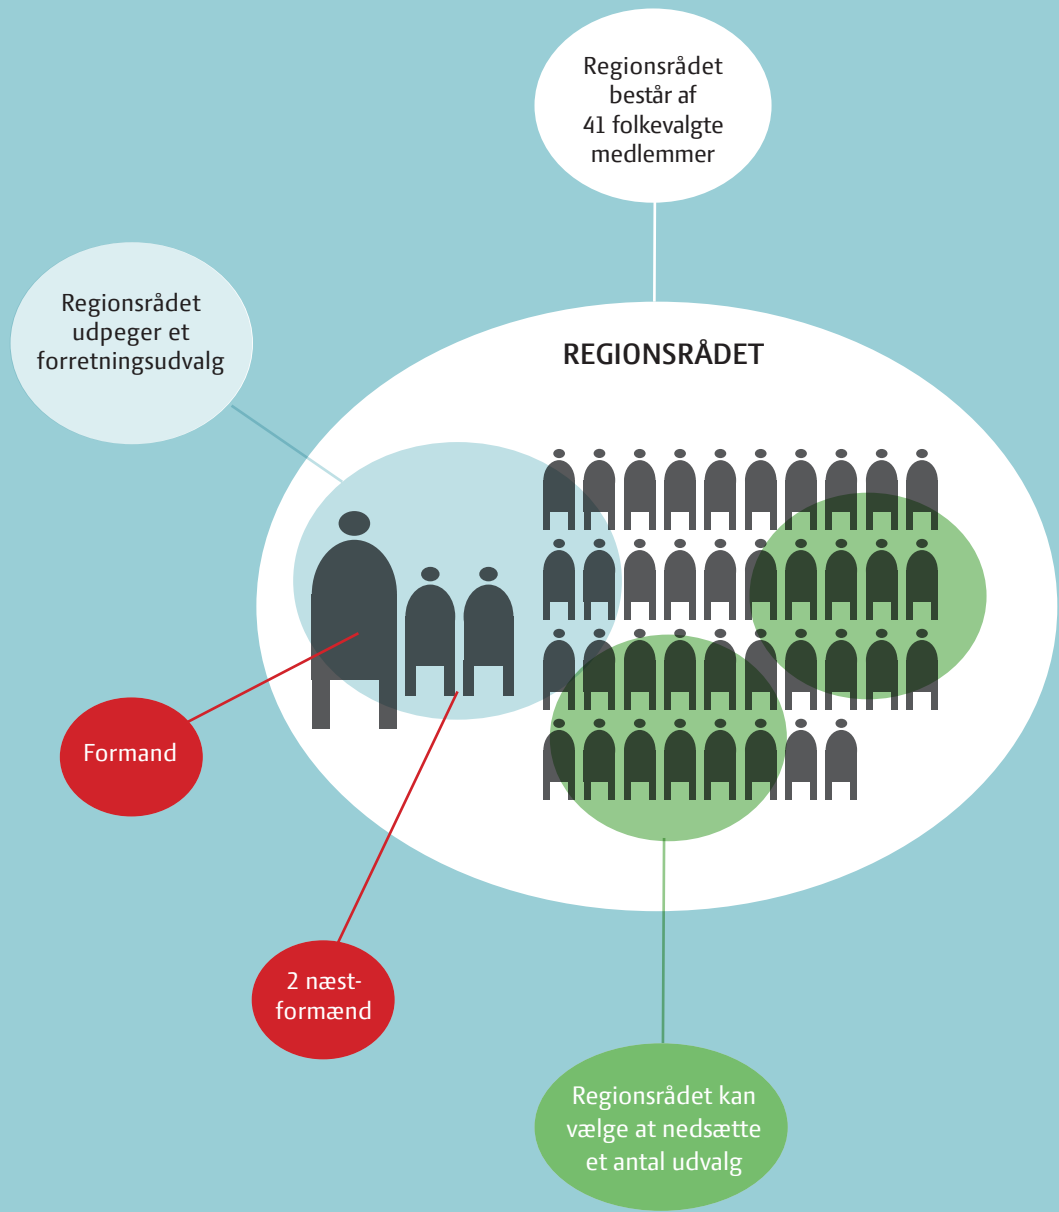 Regionsrådet
består af
41 folkevalgte
medlemmer
Regionsrådet
udpeger et
forretningsudvalg
REGIONSRÅDET
Formand
2 næst-
formænd
Regionsrådet kan
vælge at nedsætte
et antal udvalg